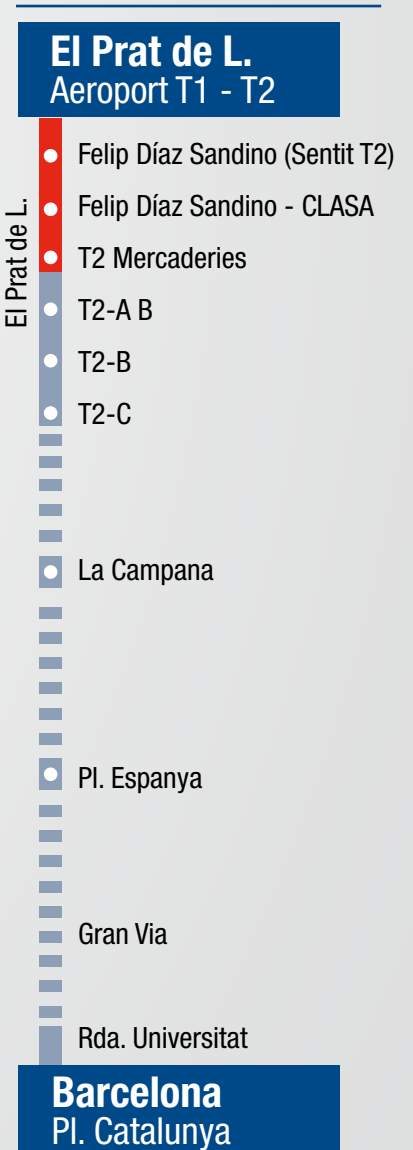 El Prat de L.
Aeroport T1 - T2
El Prat de L.
Felip Díaz Sandino (Sentit T2)
Felip Díaz Sandino - CLASA
T2 Mercaderies
T2-A B
T2-B
T2-C
La Campana
Pl. Espanya
Gran Via
Rda. Universitat
Barcelona
Pl. Catalunya